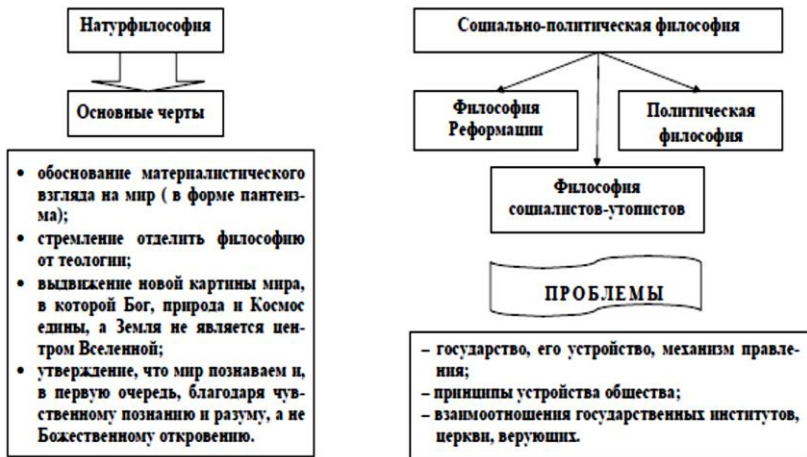 Натурфилософия
Основные черты
• обоснование материалистического
взгляда на мир ( в форме пантеиз-
ма);
• стремление отделить философию
от теологии;
• выдвижение новой картины мира,
в которой Бог, природа и Космос
едины, а Земля не является цен-
тром Вселенной;
• утверждение, что мир познаваем и,
в первую очередь, благодаря чув-
ственному познанию и разуму, а не
Божественному откровению.
Социально-политическая философия
Философия
Реформации
Политическая
философия
Философия
социалистов-утопистов
ПРОБЛЕМЫ
– государство, его устройство, механизм правле-
ния;
– принципы устройства общества;
– взаимоотношения государственных институтов,
церкви, верующих.